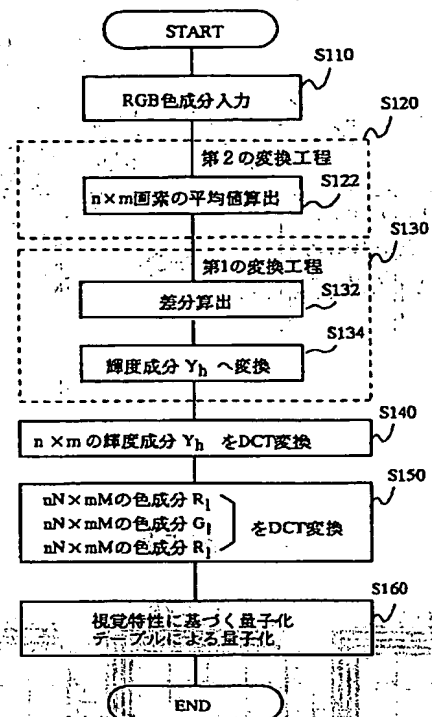 START
S110
RGB色成分入力
S120
第2の変換工程
S122
n×m画素の平均値算出
S130
第1の変換工程
S132
差分算出
S134
輝度成分 Yh へ変換
S140
n×mの輝度成分 Yh をDCT変換
S150
nN×mMの色成分 Rl
nN×mMの色成分 Gl
nN×mMの色成分 Rl
をDCT変換
S160
視覚特性に基づく量子化
テーブルによる量子化
END